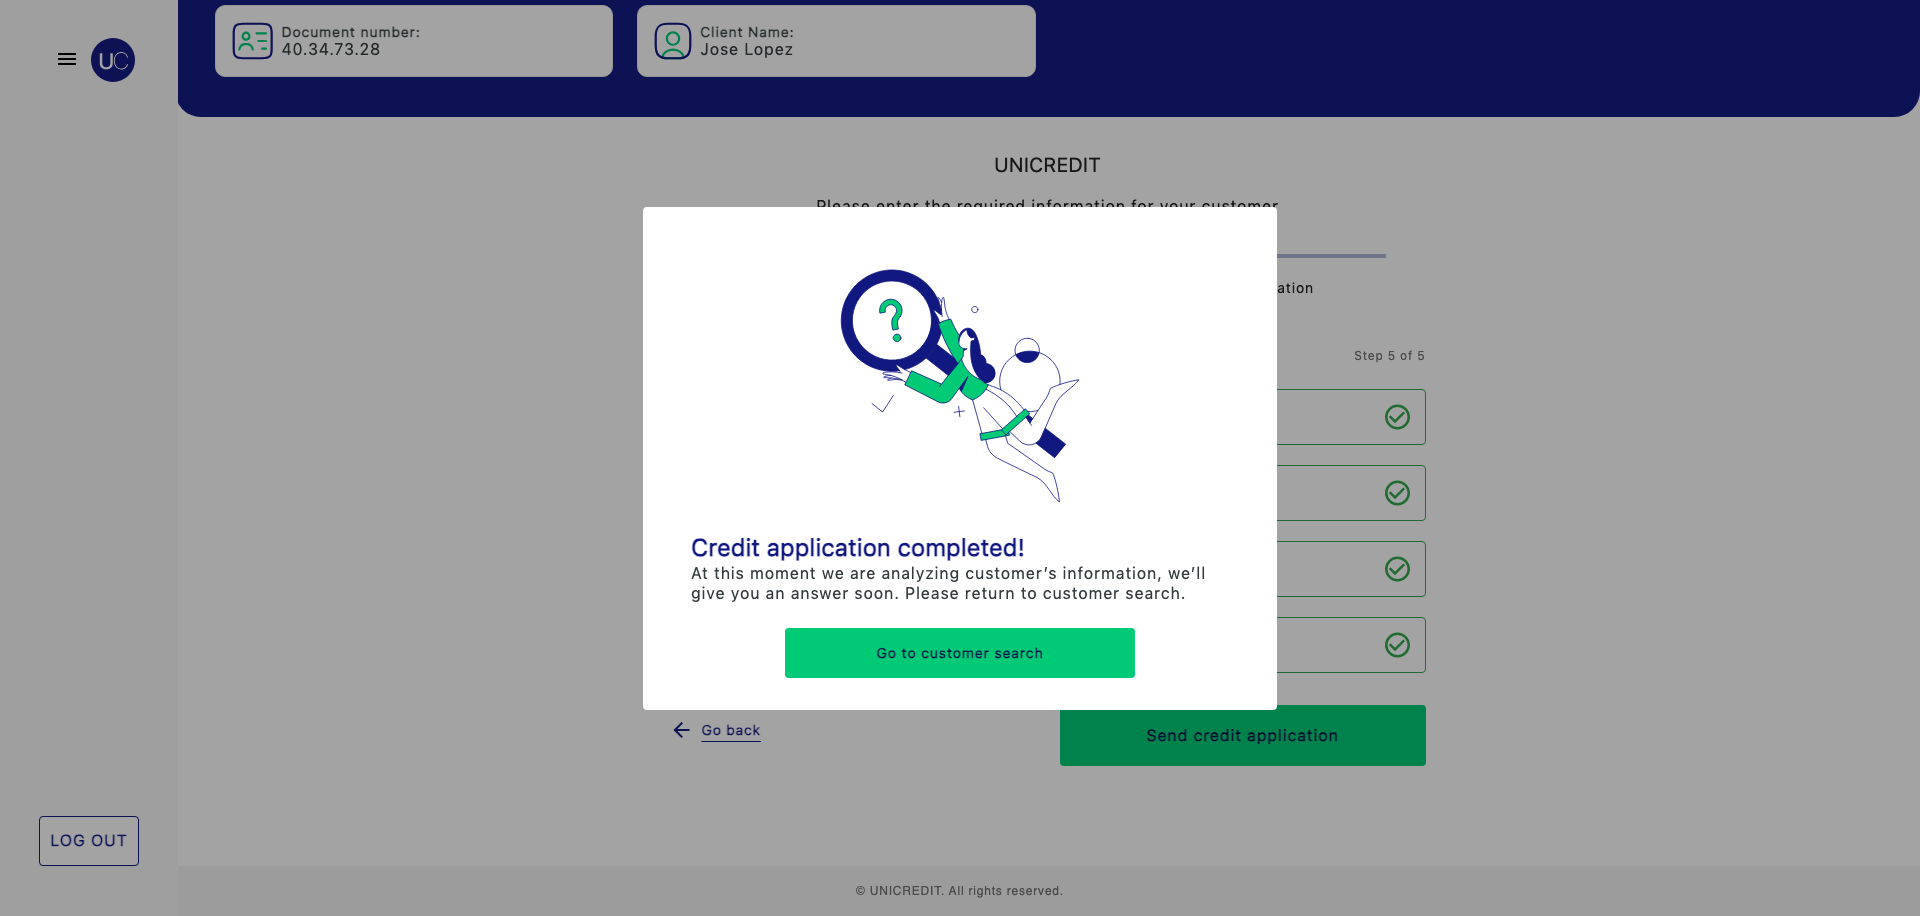 UC
Document number:
40.34.73.28
Client Name:
Jose Lopez
UNICREDIT
Please enter the required information for your customer
ation
Step 5 of 5
?
Credit application completed!
At this moment we are analyzing customer’s information, we’ll
give you an answer soon. Please return to customer search.
Go to customer search
Go back
Send credit application
LOG OUT
© UNICREDIT. All rights reserved.